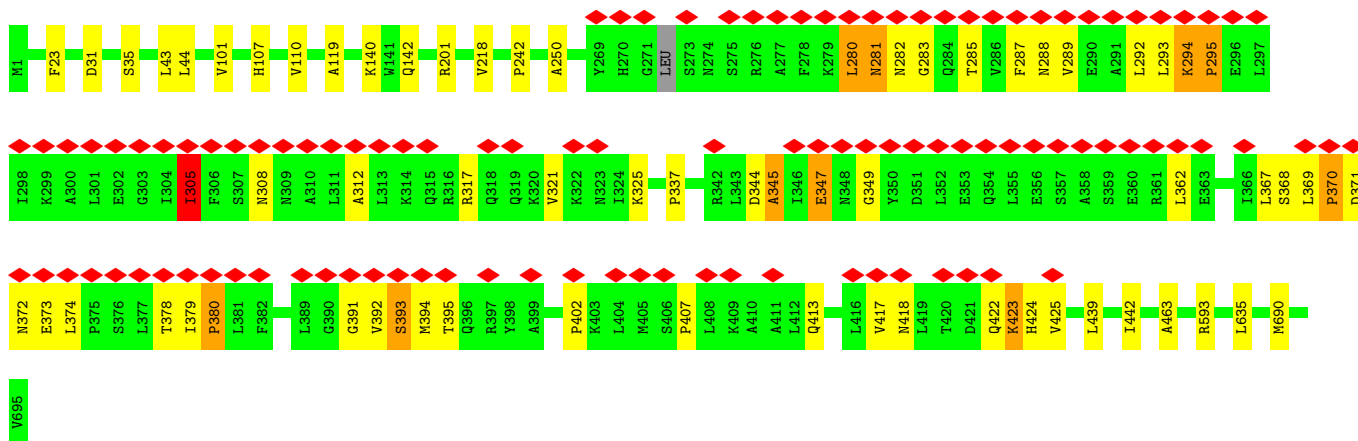 M1 F23 D31 S35 L43 L44 V101 H107 V110 A119 K140 W141 Q142 R201 V218 P242 A250 Y269 H270 G271 LEU S273 N274 S275 R276 A277 F278 K279 L280 N281 N282 G283 Q284 T285 V286 F287 N288 V289 E290 A291 L292 L293 K294 P295 E296 L297
I298 K299 A300 L301 E302 G303 I304 I305 F306 S307 N308 N309 A310 L311 A312 L313 K314 Q315 R316 R317 Q318 Q319 K320 V321 K322 N323 I324 K325 P337 R342 L343 D344 A345 I346 E347 N348 G349 Y350 D351 L352 E353 Q354 L355 E356 S357 A358 S359 E360 R361 L362 E363 I366 L367 S368 L369 P370 D371
N372 E373 L374 P375 S376 L377 T378 I379 P380 L381 F382 L389 G390 G391 V392 S393 M394 T395 Q396 R397 Y398 A399 P402 K403 L404 M405 S406 P407 L408 K409 A410 A411 L412 Q413 L416 V417 N418 L419 T420 D421 Q422 K423 H424 V425 L439 I442 A463 R593 L635 M690
V695